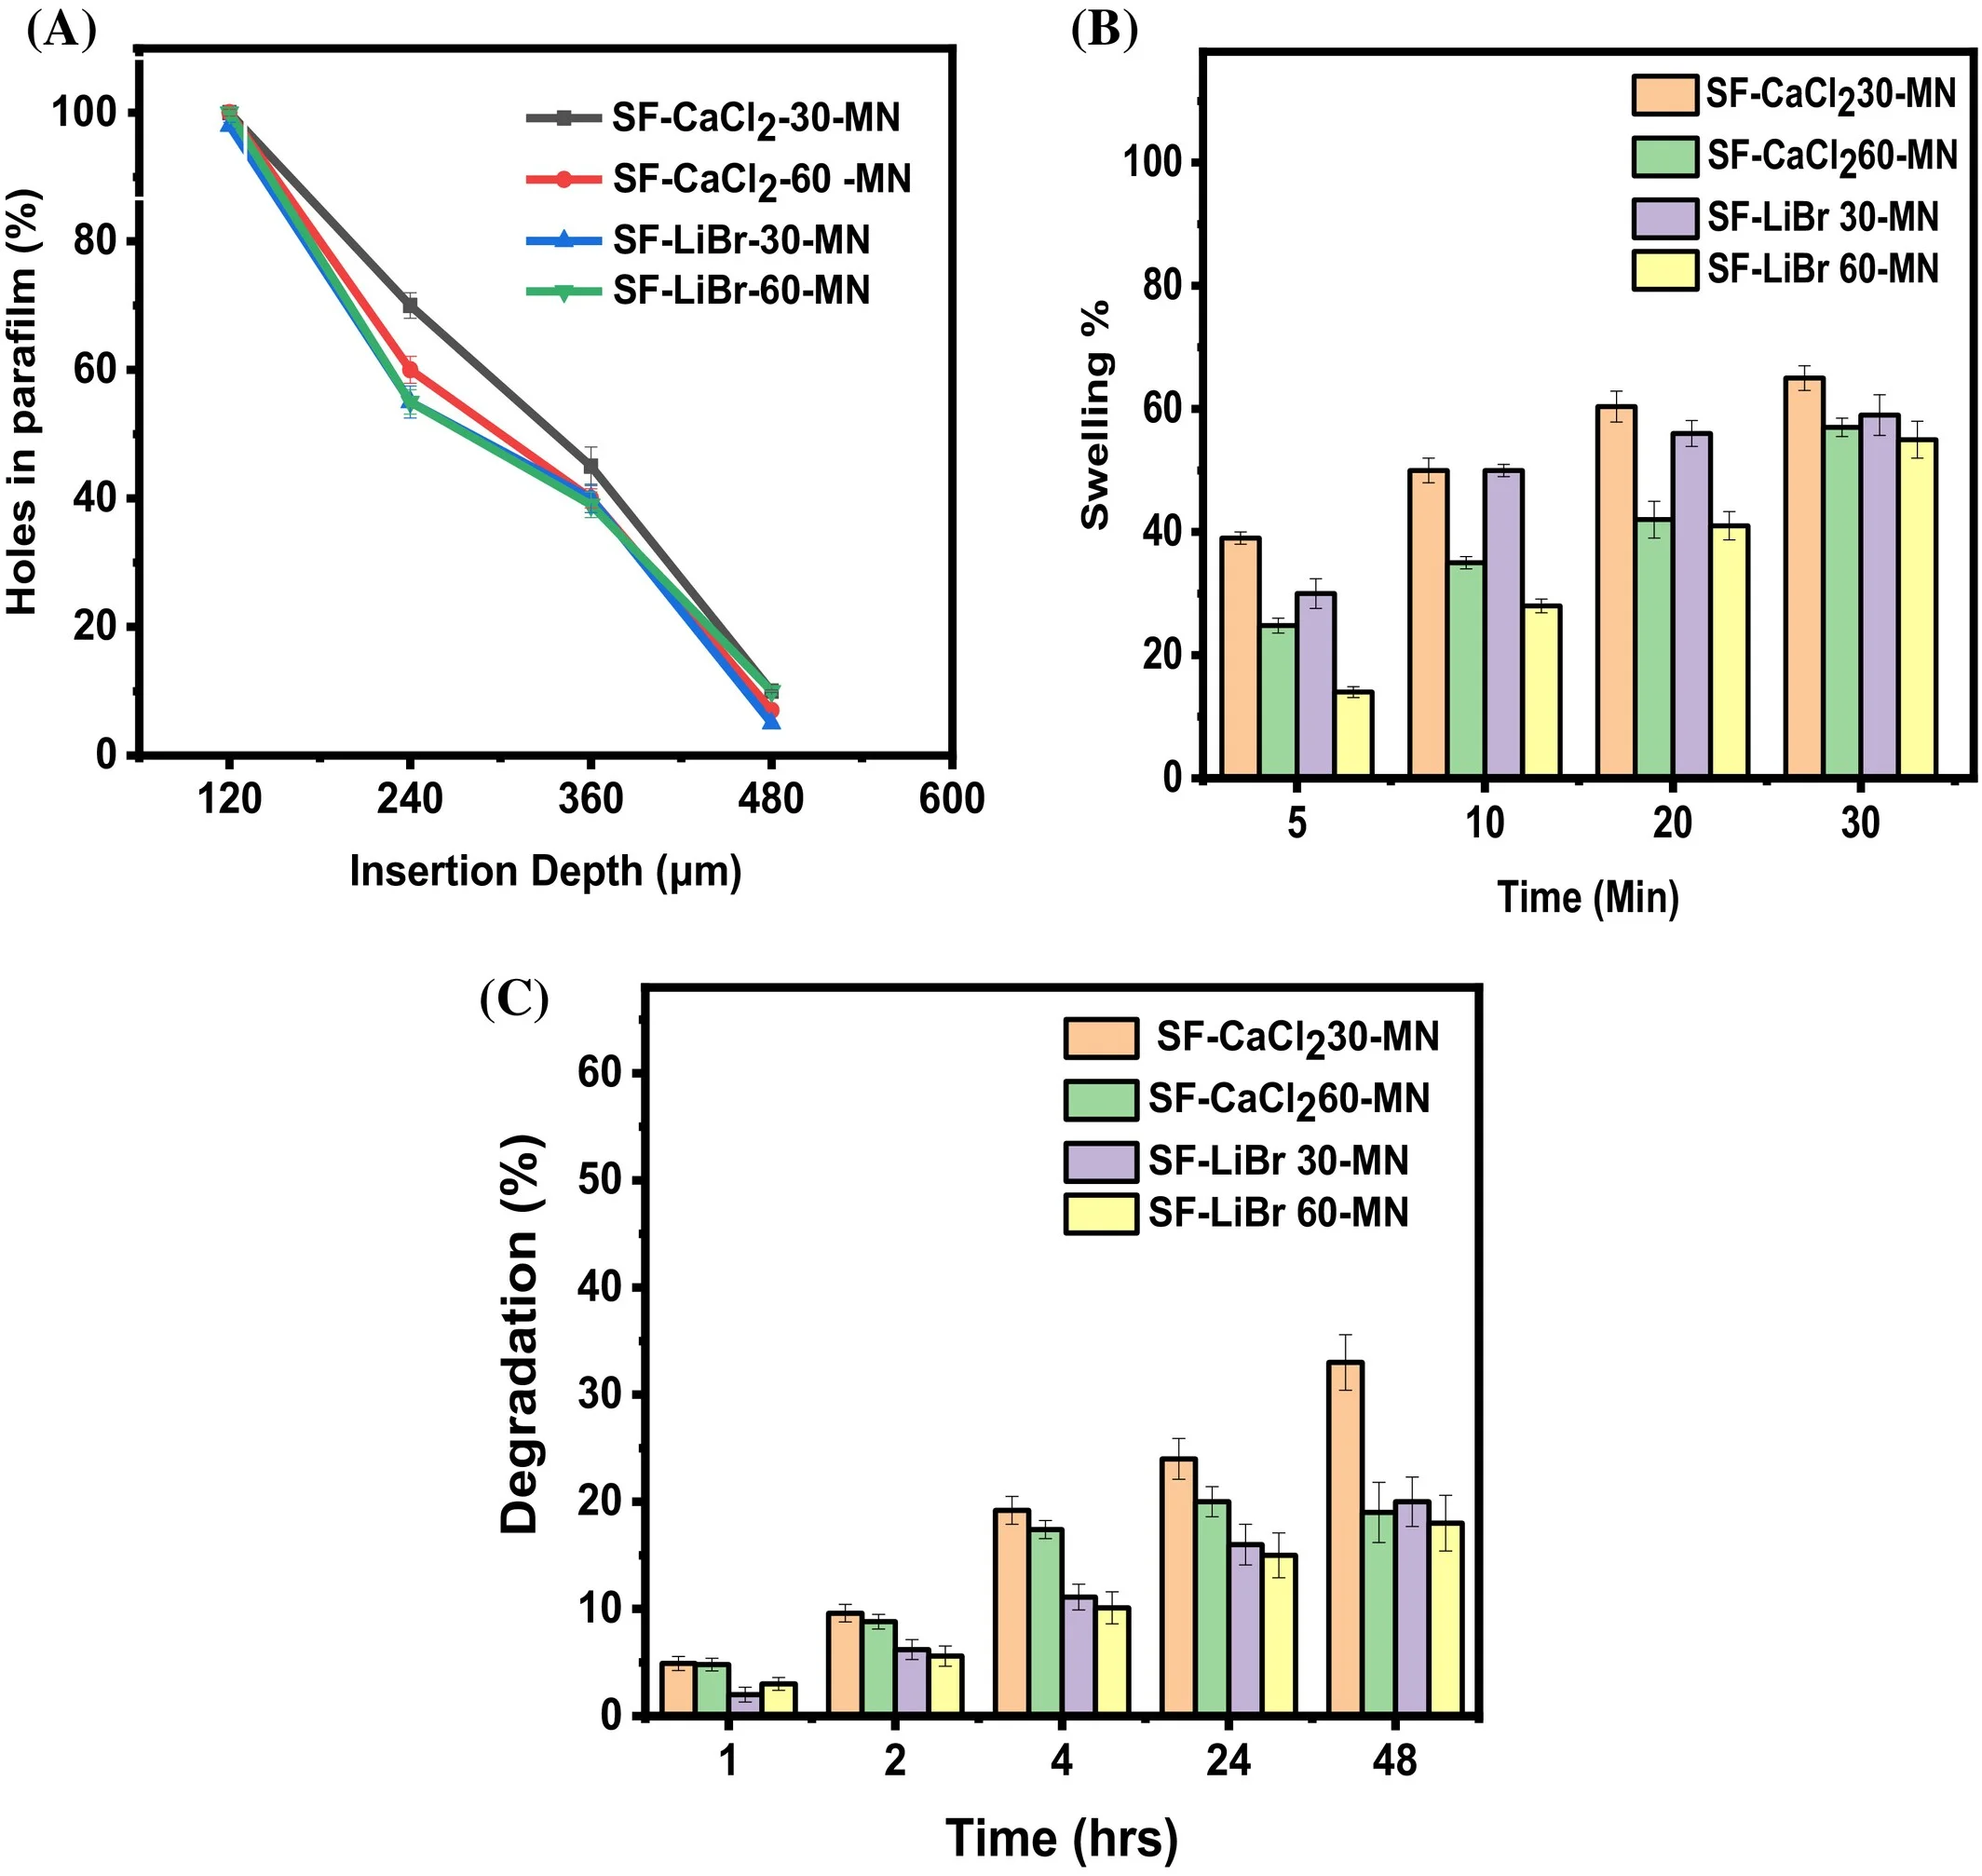 (A)
Holes in parafilm (%)
100
80
60
40
20
0
SF-CaCl2-30-MN
SF-CaCl2-60 -MN
SF-LiBr-30-MN
SF-LiBr-60-MN
120 240 360 480 600
Insertion Depth (µm)
(B)
Swelling %
100
80
60
40
20
0
SF-CaCl230-MN
SF-CaCl260-MN
SF-LiBr 30-MN
SF-LiBr 60-MN
5 10 20 30
Time (Min)
(C)
Degradation (%)
60
50
40
30
20
10
0
SF-CaCl230-MN
SF-CaCl260-MN
SF-LiBr 30-MN
SF-LiBr 60-MN
1 2 4 24 48
Time (hrs)